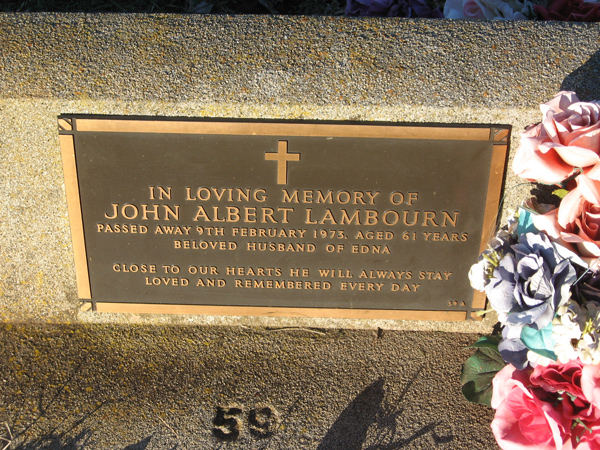 IN LOVING MEMORY OF
JOHN ALBERT LAMBOURN
PASSED AWAY 9TH FEBRUARY 1973. AGED 61 YEARS
BELOVED HUSBAND OF EDNA
CLOSE TO OUR HEARTS HE WILL ALWAYS STAY
LOVED AND REMEMBERED EVERY DAY
59